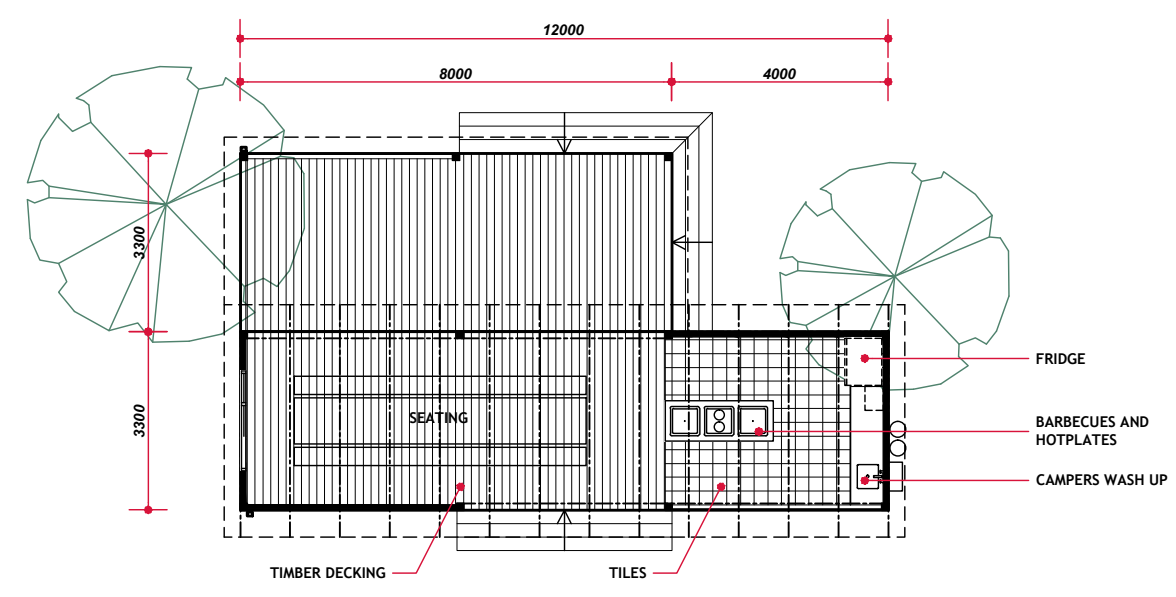 12000
8000
4000
3300
3300
SEATING
FRIDGE
BARBECUES AND
HOTPLATES
CAMPERS WASH UP
TIMBER DECKING
TILES